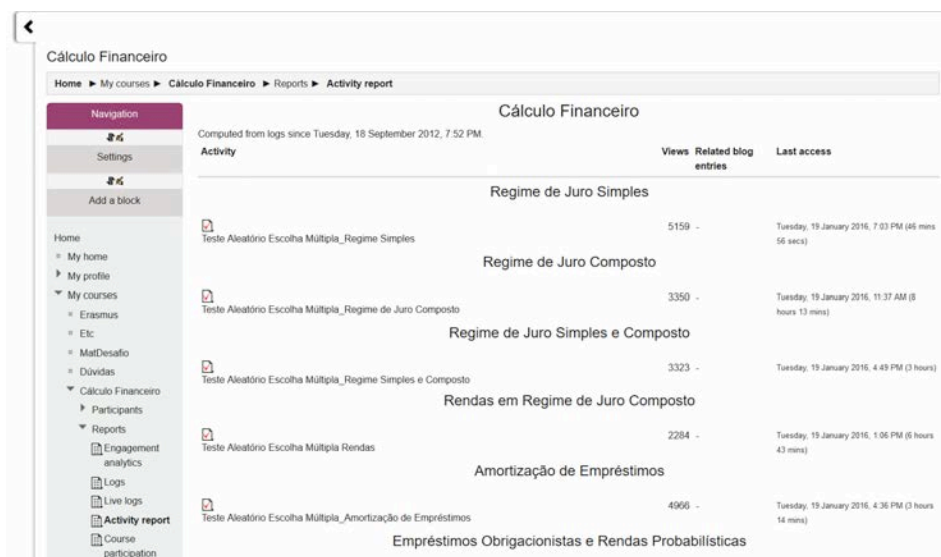 Cálculo Financeiro
Home ► My courses ► Cálculo Financeiro ► Reports ► Activity report
Navigation
Settings
Add a block
Home
My home
My profile
My courses
Erasmus
Etc
MatDesafio
Dúvidas
Cálculo Financeiro
Participants
Reports
Engagement
analytics
Logs
Live logs
Activity report
Course
participation
Cálculo Financeiro
Computed from logs since Tuesday, 18 September 2012, 7:52 PM.
Activity Views Related blog Last access
entries
Regime de Juro Simples
Teste Aleatório Escolha Múltipla_Regime Simples 5159 - Tuesday, 19 January 2016, 7:03 PM (46 mins
56 secs)
Regime de Juro Composto
Teste Aleatório Escolha Múltipla_Regime de Juro Composto 3350 - Tuesday, 19 January 2016, 11:37 AM (8
hours 13 mins)
Regime de Juro Simples e Composto
Teste Aleatório Escolha Múltipla_Regime Simples e Composto 3323 - Tuesday, 19 January 2016, 4:49 PM (3 hours)
Rendas em Regime de Juro Composto
Teste Aleatório Escolha Múltipla Rendas 2284 - Tuesday, 19 January 2016, 1:06 PM (6 hours
43 mins)
Amortização de Empréstimos
Teste Aleatório Escolha Múltipla_Amortização de Empréstimos 4966 - Tuesday, 19 January 2016, 4:36 PM (3 hours
14 mins)
Empréstimos Obrigacionistas e Rendas Probabilísticas